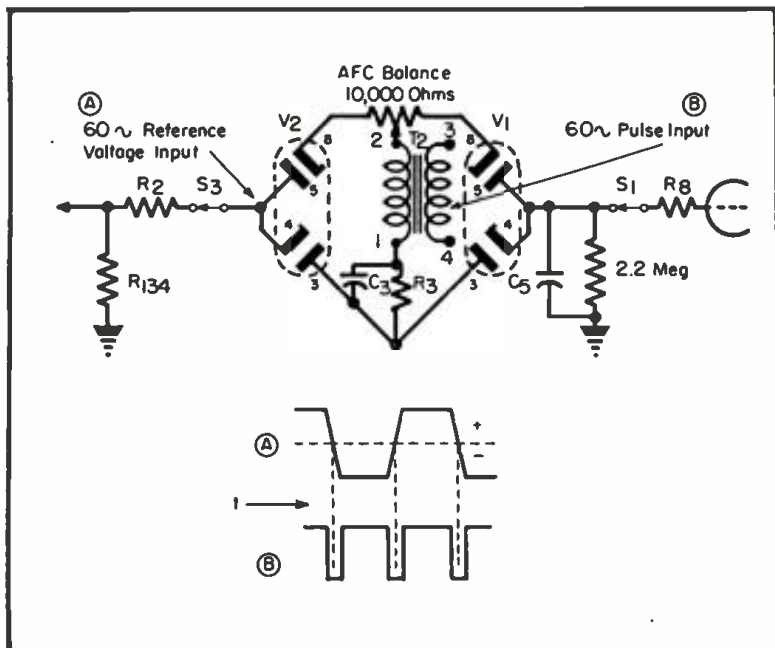 AFC Balance
10,000 Ohms
A
60~ Reference
Voltage Input
V2
V1
B
60~ Pulse Input
2
T2
3
8
8
5
5
R2
S3
S1
R8
4
4
1
4
3
3
C3
R3
C5
2.2 Meg
R134
A
+
-
t
B